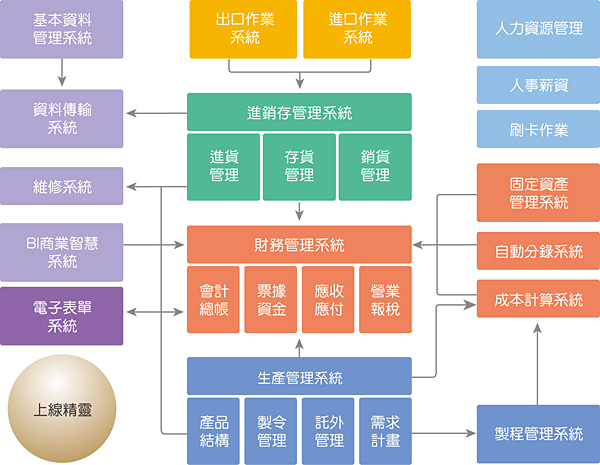 基本資料
管理系統
出口作業
系統
進口作業
系統
人力資源管理
資料傳輸
系統
進銷存管理系統
人事薪資
進貨
管理
存貨
管理
銷貨
管理
刷卡作業
維修系統
固定資產
管理系統
BI商業智慧
系統
財務管理系統
自動分錄系統
電子表單
系統
會計
總帳
票據
資金
應收
應付
營業
報稅
成本計算系統
上線精靈
生產管理系統
產品
結構
製令
管理
託外
管理
需求
計畫
製程管理系統